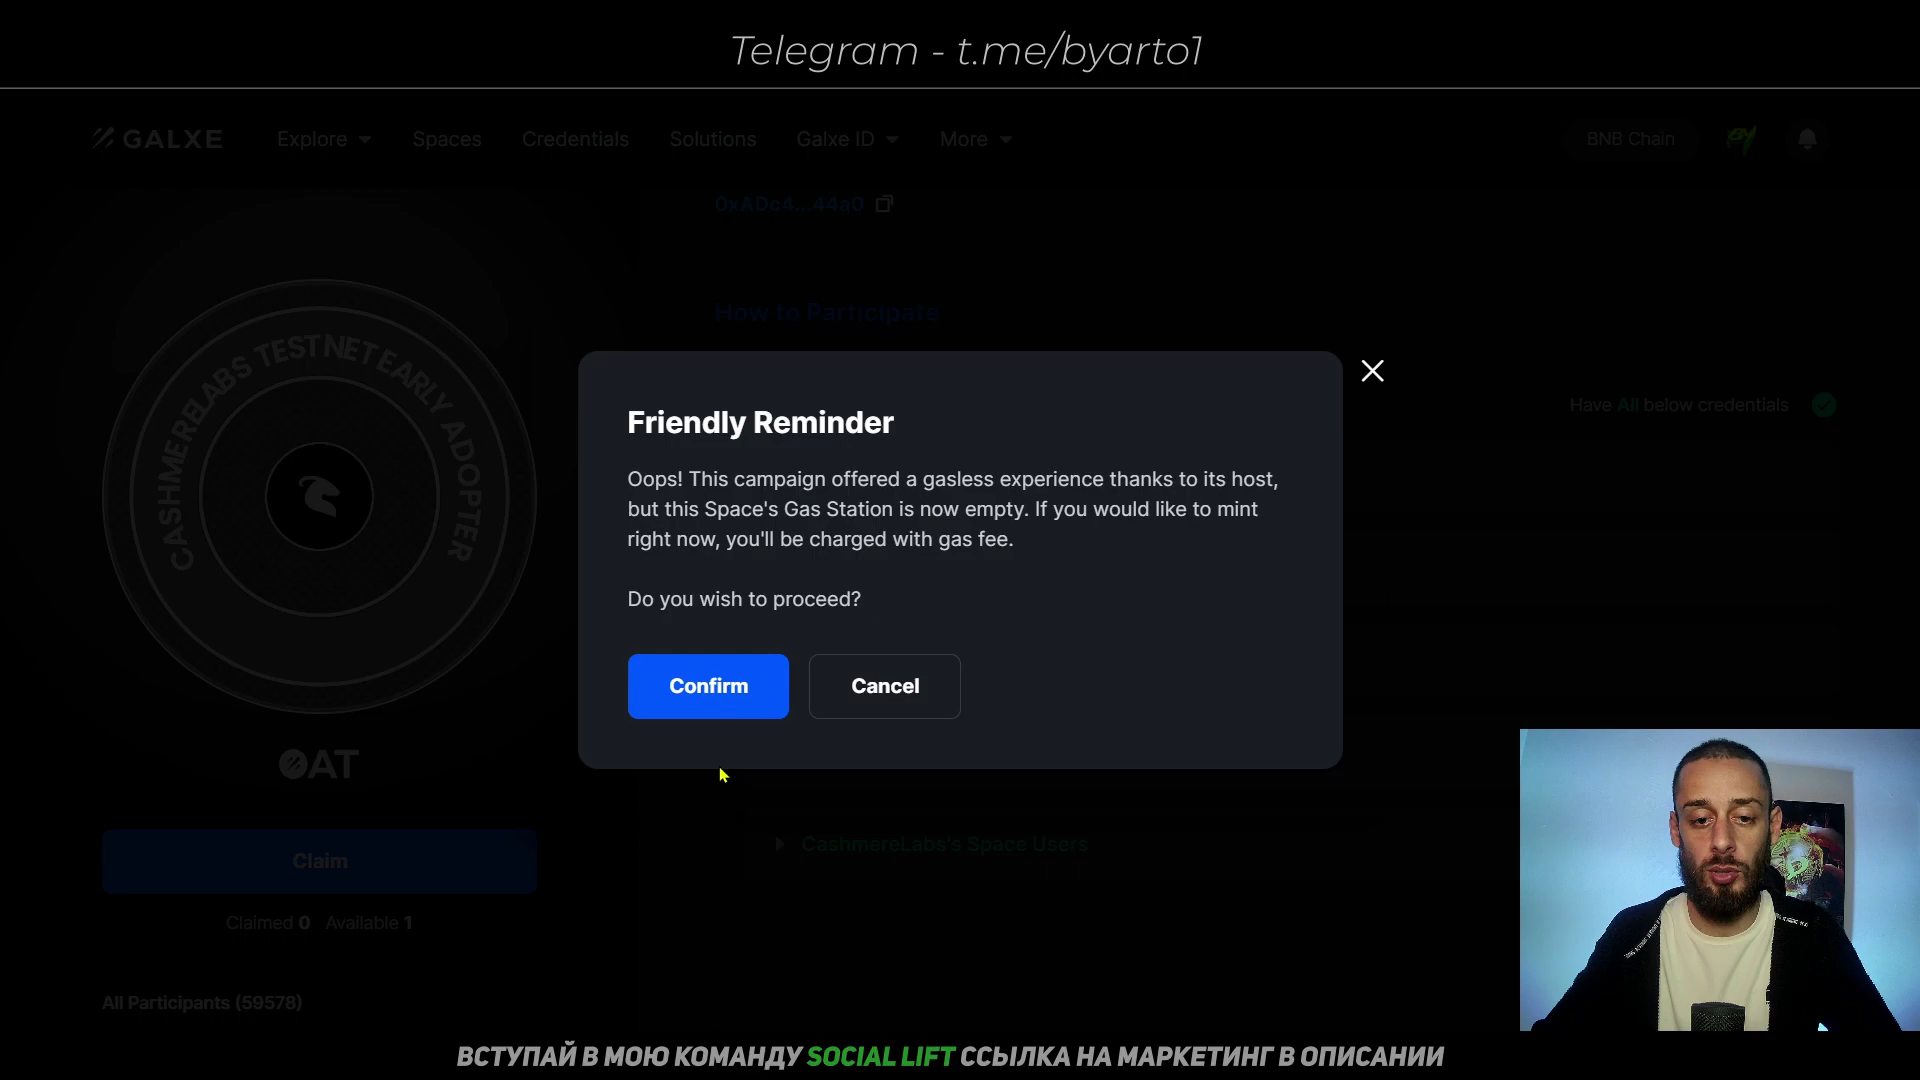 Telegram - t.me/byarto1
GALXE Explore Spaces Credentials Solutions Galxe ID More BNB Chain
0xADc4...44a0
How to Participate
Have All below credentials
CASHMERELABS TESTNET EARLY ADOPTER
Friendly Reminder
Oops! This campaign offered a gasless experience thanks to its host,
but this Space's Gas Station is now empty. If you would like to mint
right now, you'll be charged with gas fee.
Do you wish to proceed?
Confirm Cancel
OAT
Claim
CashmereLabs's Space Users
Claimed 0 Available 1
All Participants (59578)
ВСТУПАЙ В МОЮ КОМАНДУ SOCIAL LIFT ССЫЛКА НА МАРКЕТИНГ В ОПИСАНИИ